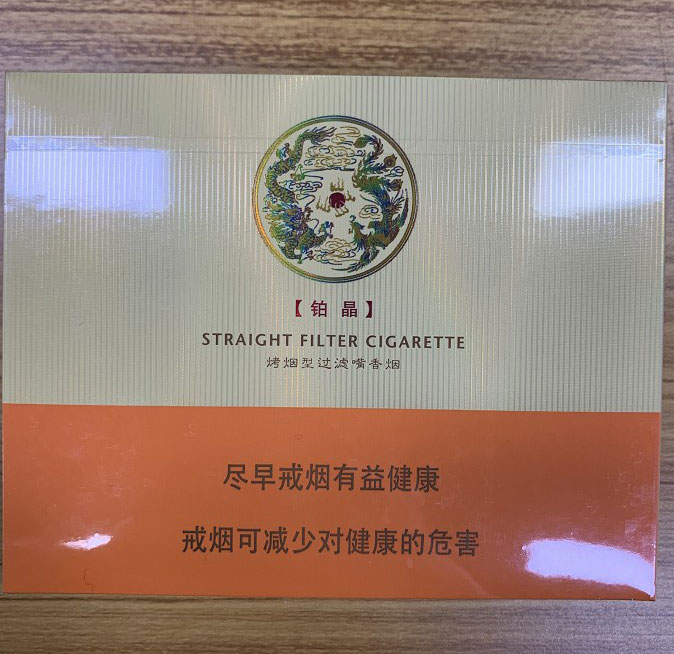 【铂晶】
STRAIGHT FILTER CIGARETTE
烤烟型过滤嘴香烟
尽早戒烟有益健康
戒烟可减少对健康的危害